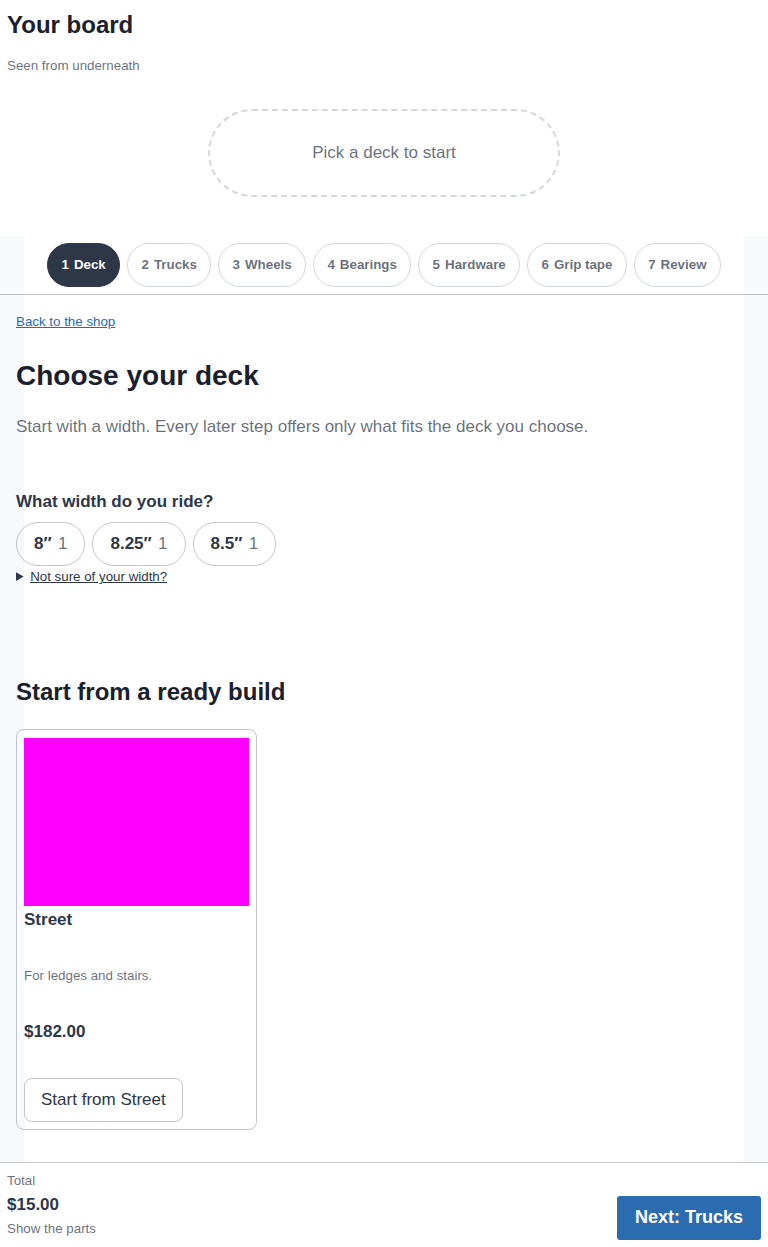 Your board
Seen from underneath
Pick a deck to start
1 Deck 2 Trucks 3 Wheels 4 Bearings 5 Hardware 6 Grip tape 7 Review
Back to the shop
Choose your deck
Start with a width. Every later step offers only what fits the deck you choose.
What width do you ride?
8″ 1 8.25″ 1 8.5″ 1
Not sure of your width?
Start from a ready build
Street
For ledges and stairs.
$182.00
Start from Street
Total
$15.00
Show the parts
Next: Trucks